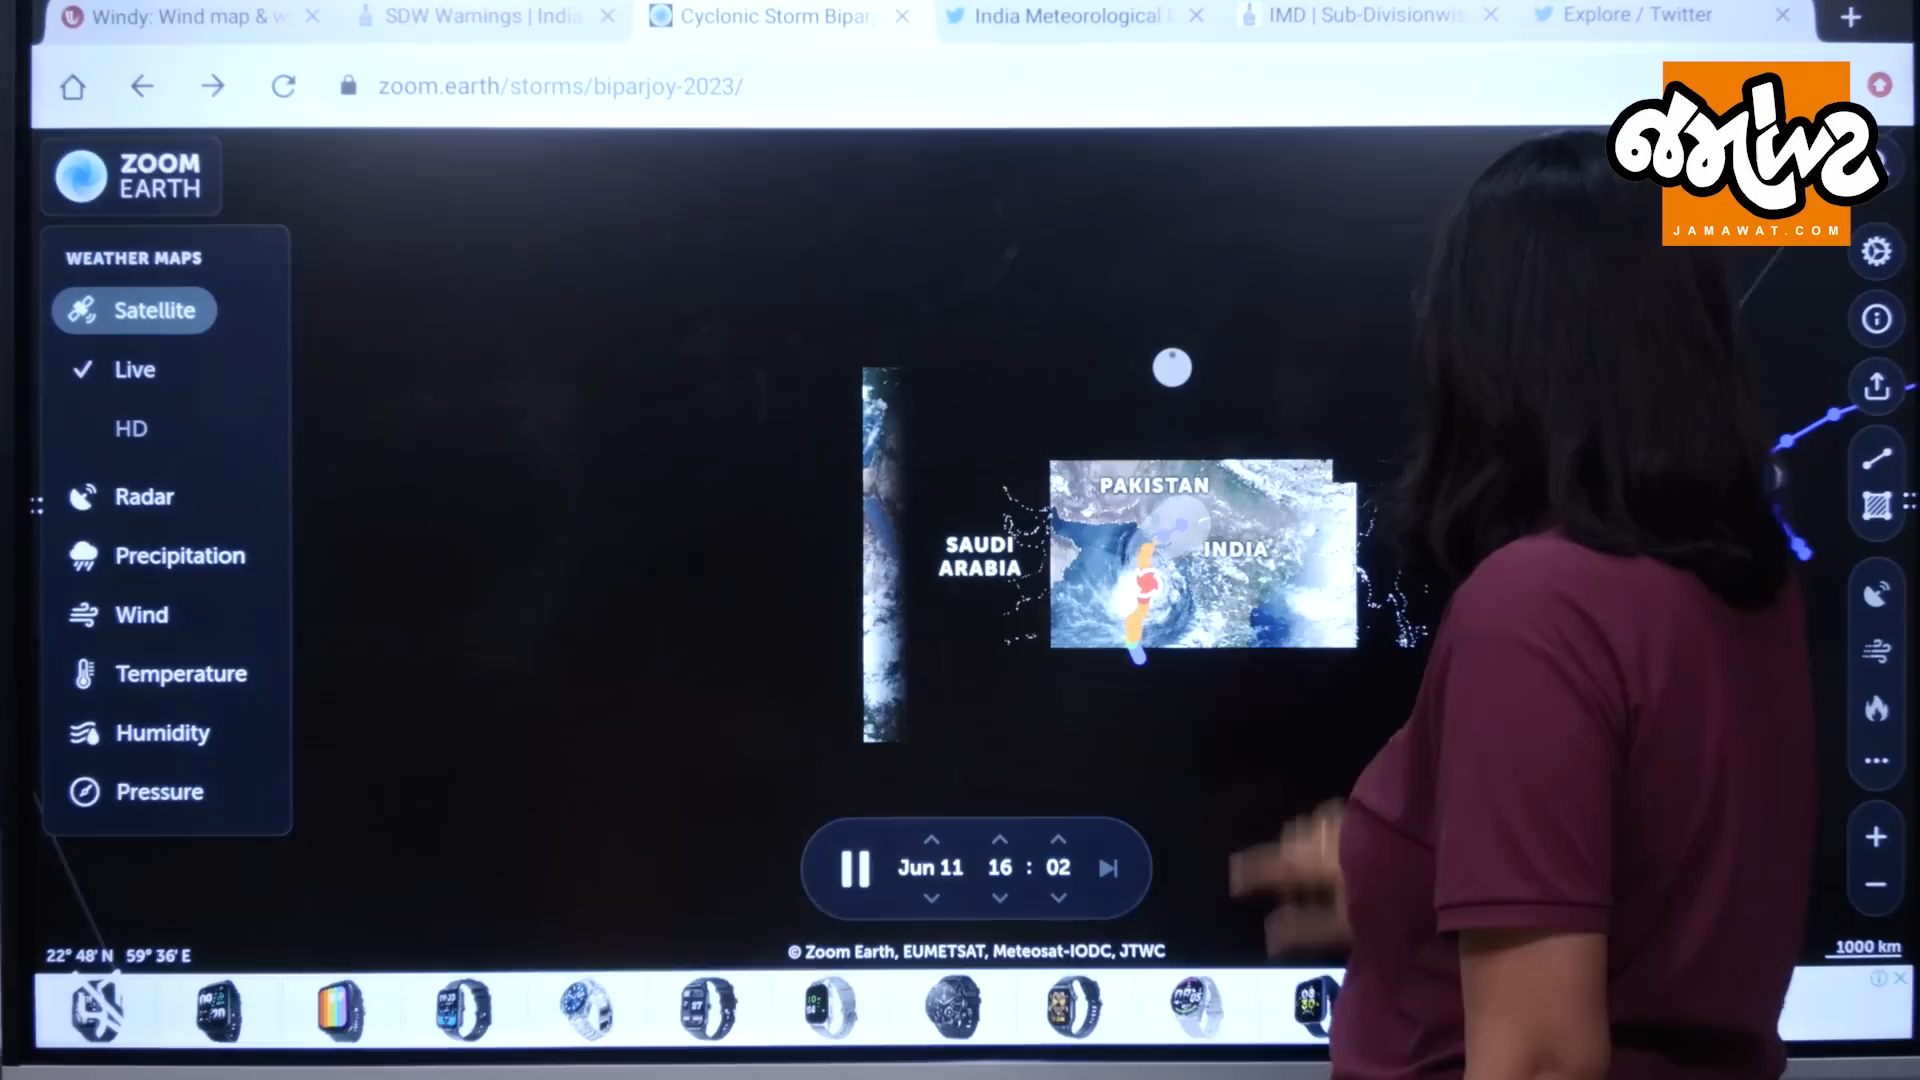 Windy: Wind map & w
SDW Warnings | India
Cyclonic Storm Bipar
India Meteorological D
IMD | Sub-Divisionwis
Explore / Twitter
zoom.earth/storms/biparjoy-2023/
જમાવટ
JAMAWAT.COM
ZOOM
EARTH
WEATHER MAPS
Satellite
Live
HD
Radar
Precipitation
Wind
Temperature
Humidity
Pressure
PAKISTAN
SAUDI
ARABIA
INDIA
Jun 11 16 : 02
22° 48' N 59° 36' E
© Zoom Earth, EUMETSAT, Meteosat-IODC, JTWC
1000 km